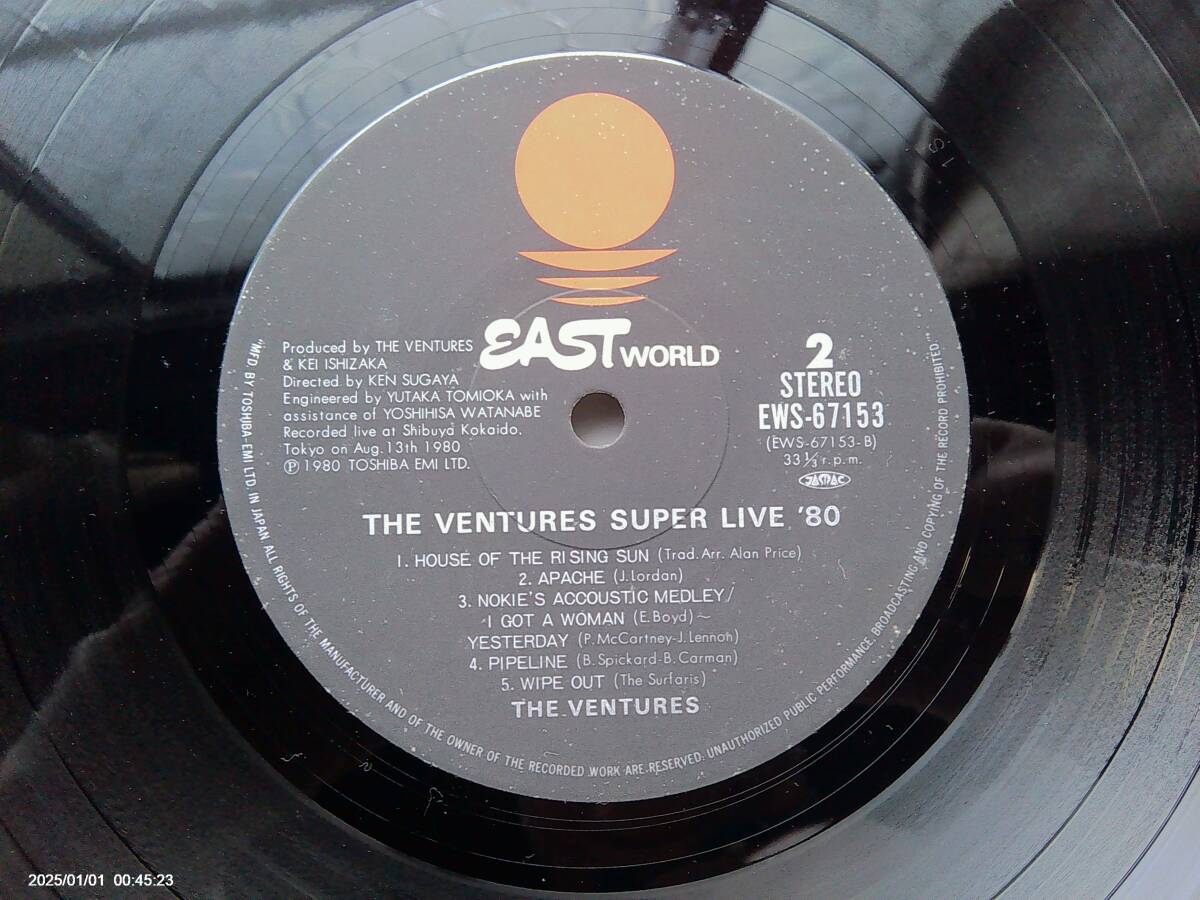 EAST WORLD
Produced by THE VENTURES
& KEI ISHIZAKA
Directed by KEN SUGAYA
Engineered by YUTAKA TOMIOKA with
assistance of YOSHIHISA WATANABE
Recorded live at Shibuya Kokaido.
Tokyo on Aug.13th 1980
Ⓟ 1980 TOSHIBA EMI LTD.
2
STEREO
EWS-67153
(EWS-67153-B)
33⅓ r.p.m.
JASRAC
THE VENTURES SUPER LIVE '80
1. HOUSE OF THE RISING SUN (Trad. Arr. Alan Price)
2. APACHE (J.Lordan)
3. NOKIE'S ACCOUSTIC MEDLEY/
I GOT A WOMAN (E.Boyd)~
YESTERDAY (P.McCartney-J.Lennoh)
4. PIPELINE (B.Spickard-B.Carman)
5. WIPE OUT (The Surfaris)
THE VENTURES
"MFD BY TOSHIBA-EMI LTD. IN JAPAN ALL RIGHTS OF THE MANUFACTURER AND OF THE OWNER OF THE RECORDED WORK ARE RESERVED. UNAUTHORIZED PUBLIC PERFORMANCE, BROADCASTING AND COPYING OF THE RECORD PROHIBITED"
2025/01/01 00:45:23